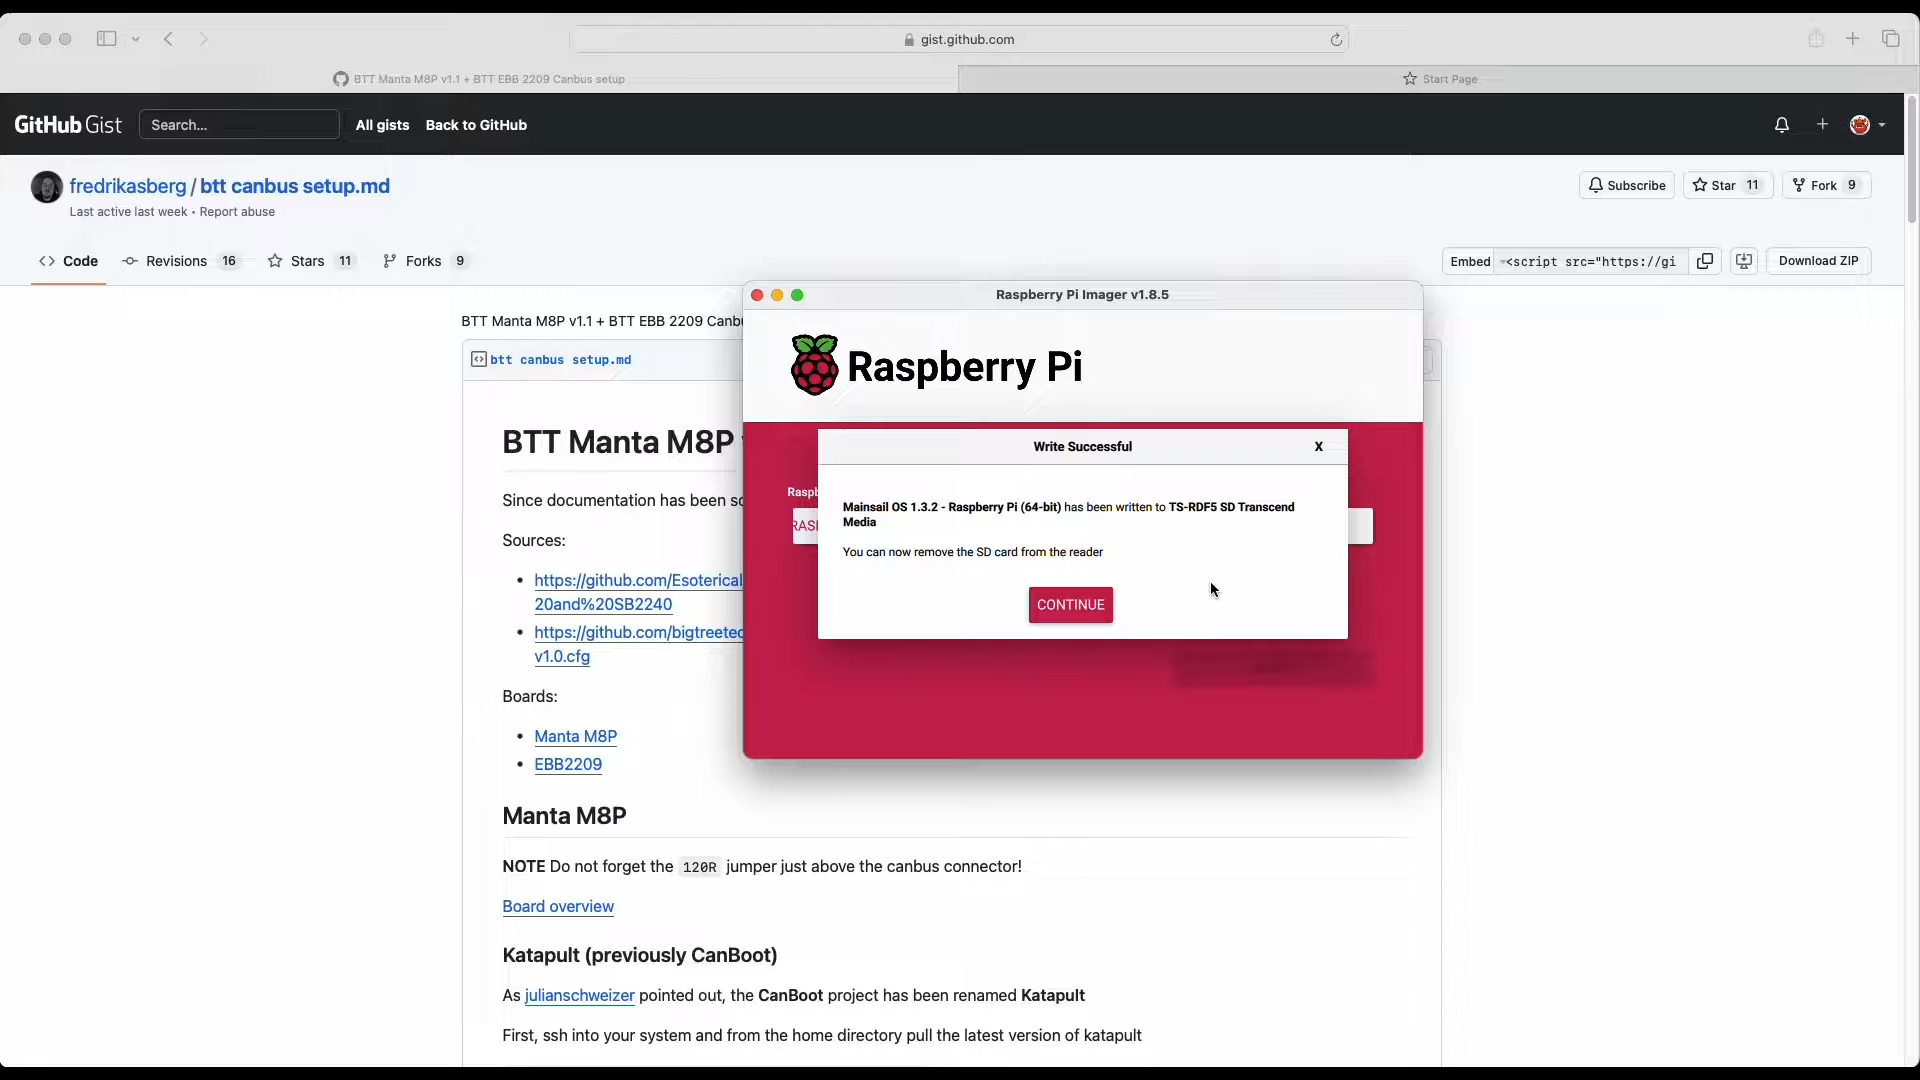 gist.github.com
BTT Manta M8P v1.1 + BTT EBB 2209 Canbus setup
Start Page
GitHub Gist
Search...
All gists
Back to GitHub
fredrikasberg / btt canbus setup.md
Last active last week • Report abuse
Subscribe
Star 11
Fork 9
Code
Revisions 16
Stars 11
Forks 9
Embed
<script src="https://gi
Download ZIP
BTT Manta M8P v1.1 + BTT EBB 2209 Canbu
btt canbus setup.md
BTT Manta M8P
Since documentation has been
Sources:
https://github.com/Esoterical
20and%20SB2240
https://github.com/bigtreetec
v1.0.cfg
Boards:
Manta M8P
EBB2209
Manta M8P
NOTE Do not forget the 120R jumper just above the canbus connector!
Board overview
Katapult (previously CanBoot)
As julianschweizer pointed out, the CanBoot project has been renamed Katapult
First, ssh into your system and from the home directory pull the latest version of katapult
Raspberry Pi Imager v1.8.5
Raspberry Pi
Raspb
RASP
Write Successful
X
Mainsail OS 1.3.2 - Raspberry Pi (64-bit) has been written to TS-RDF5 SD Transcend
Media
You can now remove the SD card from the reader
CONTINUE